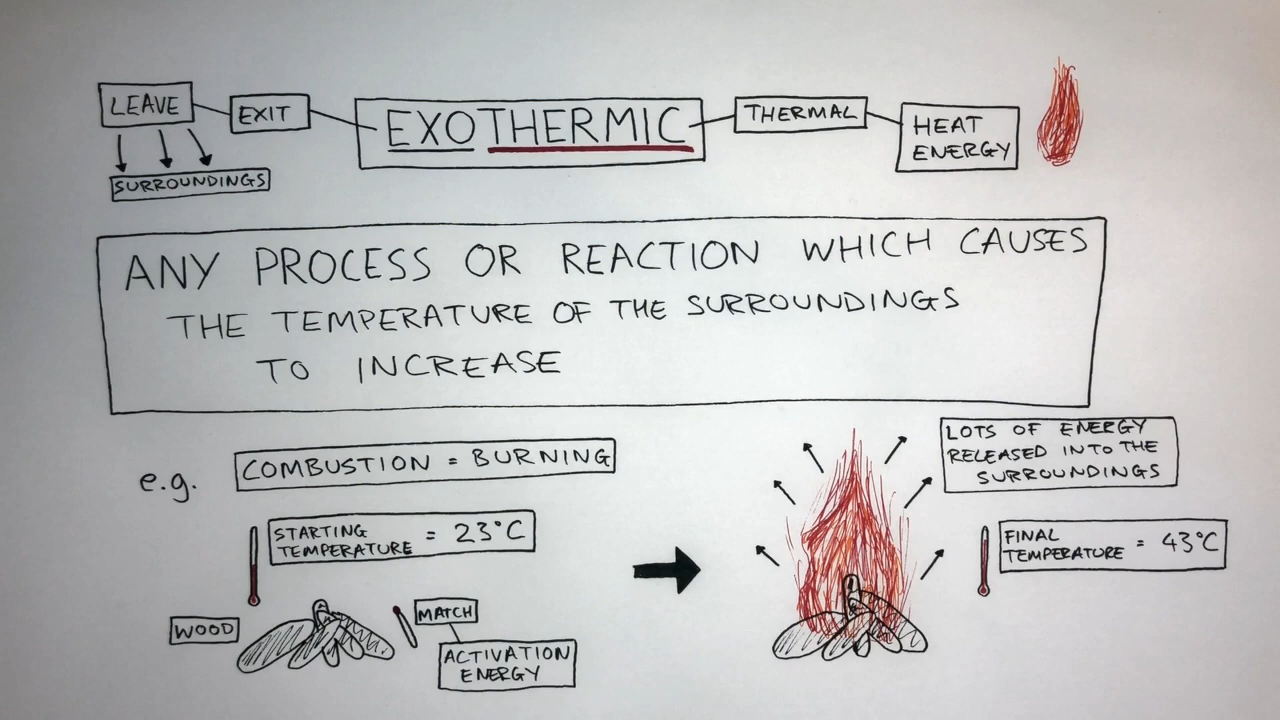 LEAVE
EXIT
EXOTHERMIC
THERMAL
HEAT
ENERGY
SURROUNDINGS
ANY PROCESS OR REACTION WHICH CAUSES
THE TEMPERATURE OF THE SURROUNDINGS
TO INCREASE
e.g.
COMBUSTION = BURNING
STARTING
TEMPERATURE = 23°C
WOOD
MATCH
ACTIVATION
ENERGY
LOTS OF ENERGY
RELEASED INTO THE
SURROUNDINGS
FINAL
TEMPERATURE = 43°C